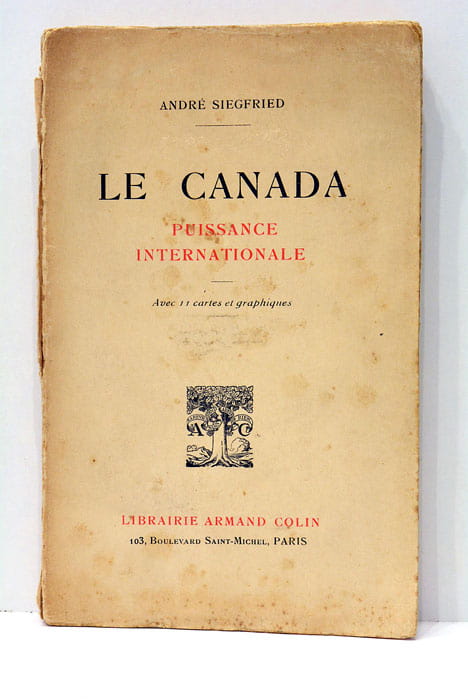 ANDRÉ SIEGFRIED
LE CANADA
PUISSANCE
INTERNATIONALE
Avec 11 cartes et graphiques
A C
LIBRAIRIE ARMAND COLIN
103, BOULEVARD SAINT-MICHEL, PARIS